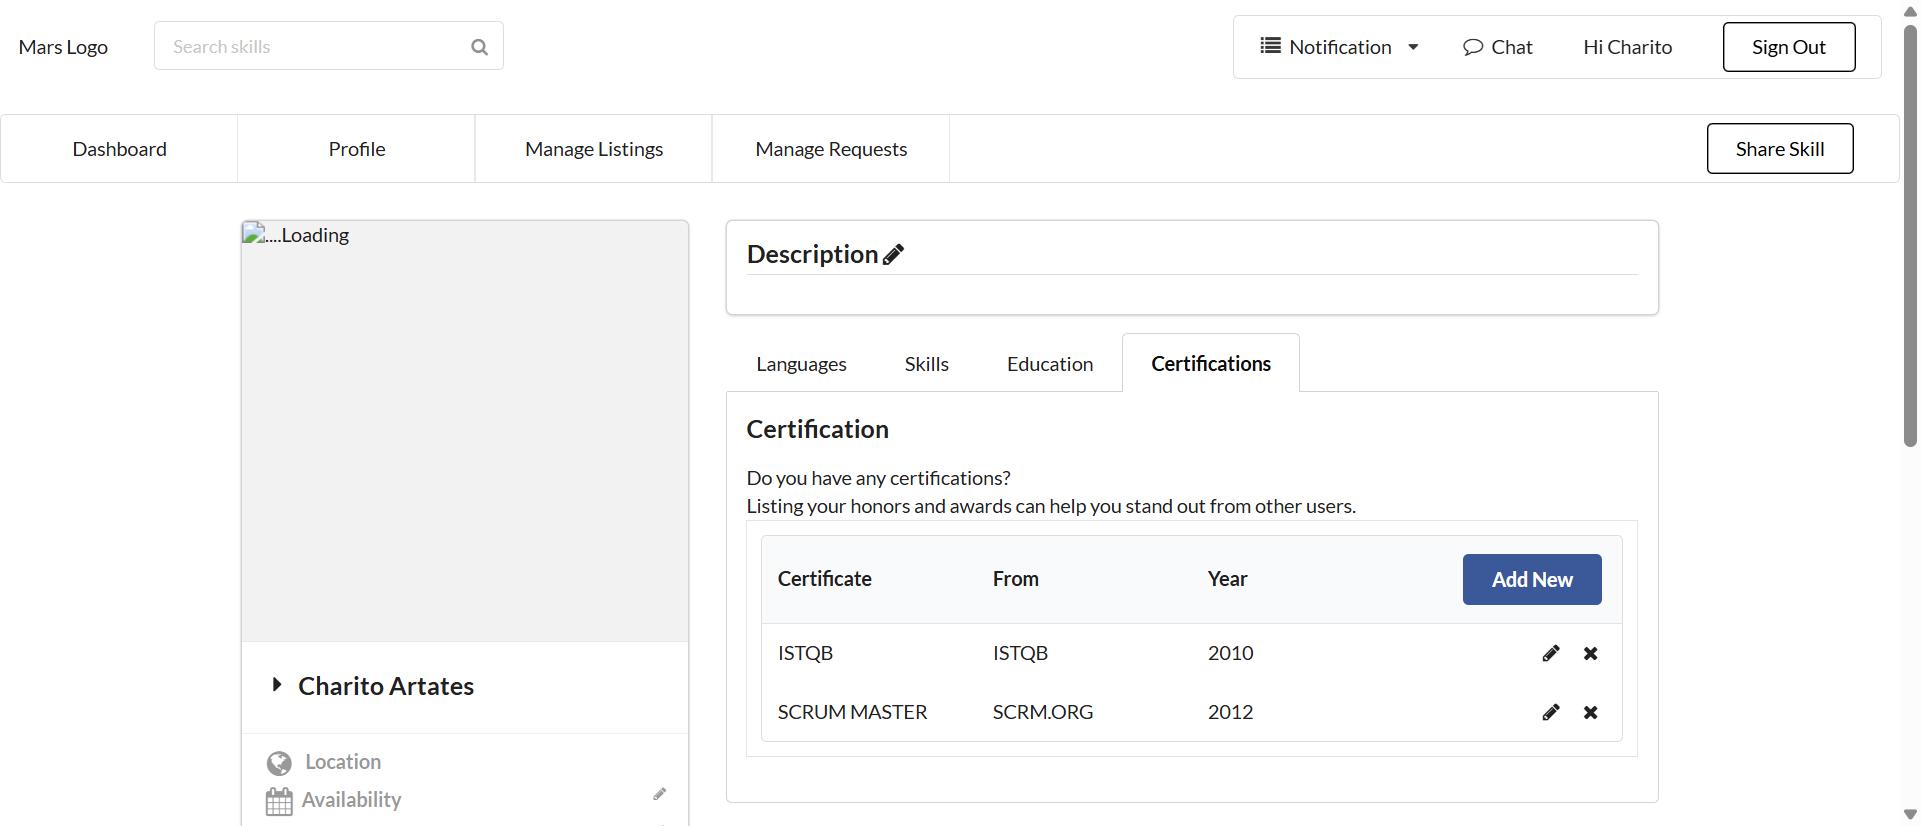 Mars Logo
Search skills
Notification
Chat
Hi Charito
Sign Out
Dashboard
Profile
Manage Listings
Manage Requests
Share Skill
....Loading
Charito Artates
Location
Availability
Description
Languages
Skills
Education
Certifications
Certification
Do you have any certifications?
Listing your honors and awards can help you stand out from other users.
Certificate From Year Add New
ISTQB ISTQB 2010
SCRUM MASTER SCRM.ORG 2012